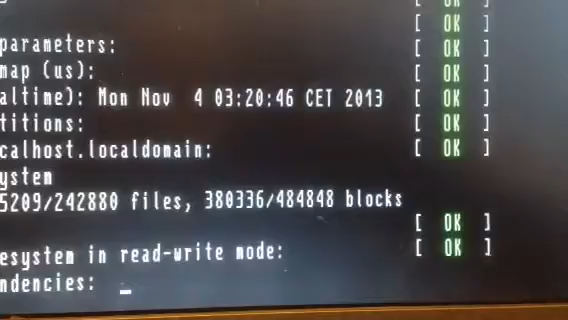 [ OK ]
[ OK ]
parameters: [ OK ]
map (us): [ OK ]
altime): Mon Nov  4 03:20:46 CET 2013 [ OK ]
titions: [ OK ]
calhost.localdomain: [ OK ]
ystem
5209/242880 files, 380336/484848 blocks
[ OK ]
esystem in read-write mode: [ OK ]
ndencies: _